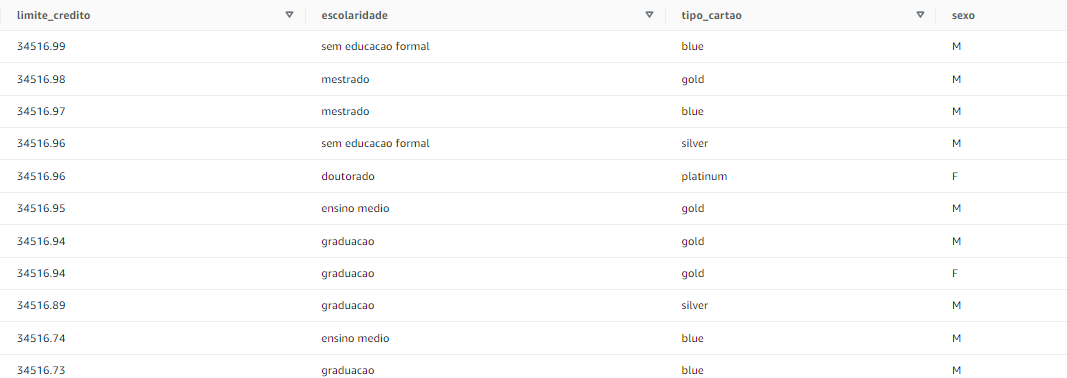 limite_credito escolaridade tipo_cartao sexo
34516.99 sem educacao formal blue M
34516.98 mestrado gold M
34516.97 mestrado blue M
34516.96 sem educacao formal silver M
34516.96 doutorado platinum F
34516.95 ensino medio gold M
34516.94 graduacao gold M
34516.94 graduacao gold F
34516.89 graduacao silver M
34516.74 ensino medio blue M
34516.73 graduacao blue M